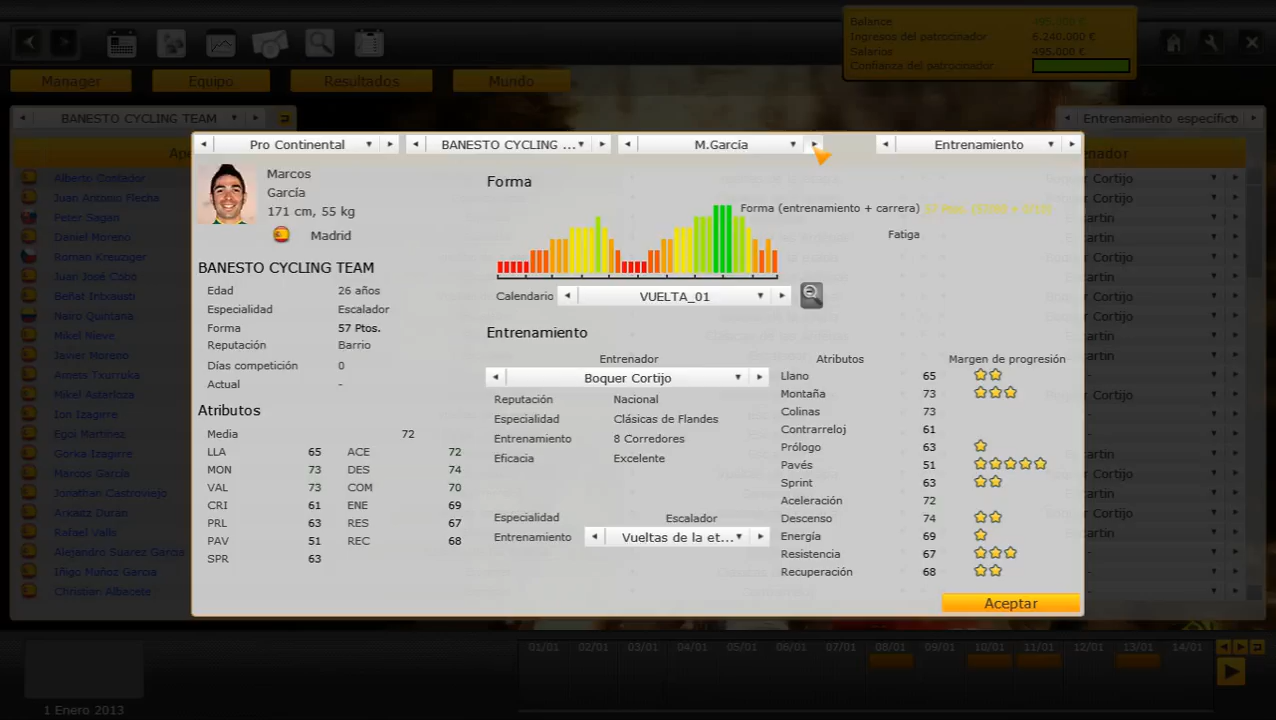 Balance
Ingresos del patrocinador 6.240.000 €
Salarios 495.000 €
Confianza del patrocinador
Manager Equipo Resultados Mundo
BANESTO CYCLING TEAM
Entrenamiento específico
Pro Continental BANESTO CYCLING ... M.García Entrenamiento
Marcos
García
171 cm, 55 kg
Madrid
BANESTO CYCLING TEAM
Edad 26 años
Especialidad Escalador
Forma 57 Ptos.
Reputación Barrio
Días competición 0
Actual -
Atributos
Media 72
LLA 65 ACE 72
MON 73 DES 74
VAL 73 COM 70
CRI 61 ENE 69
PRL 63 RES 67
PAV 51 REC 68
SPR 63
Forma
Forma (entrenamiento + carrera)
Fatiga
Calendario VUELTA_01
Entrenamiento
Entrenador
Boquer Cortijo
Reputación Nacional
Especialidad Clásicas de Flandes
Entrenamiento 8 Corredores
Eficacia Excelente
Especialidad Escalador
Entrenamiento Vueltas de la et...
Atributos Margen de progresión
Llano 65
Montaña 73
Colinas 73
Contrarreloj 61
Prólogo 63
Pavés 51
Sprint 63
Aceleración 72
Descenso 74
Energía 69
Resistencia 67
Recuperación 68
Aceptar
Alberto Contador
Juan Antonio Flecha
Peter Sagan
Daniel Moreno
Roman Kreuziger
Juan José Cobo
Beñat Intxausti
Nairo Quintana
Mikel Nieve
Javier Moreno
Amets Txurruka
Mikel Astarloza
Ion Izagirre
Egoi Martínez
Gorka Izagirre
Marcos García
Jonathan Castroviejo
Arkaitz Durán
Rafael Valls
Alejandro Suárez García
Iñigo Muñoz García
Christian Albacete
01/01 02/01 03/01 04/01 05/01 06/01 07/01 08/01 09/01 10/01 11/01 12/01 13/01 14/01
1 Enero 2013